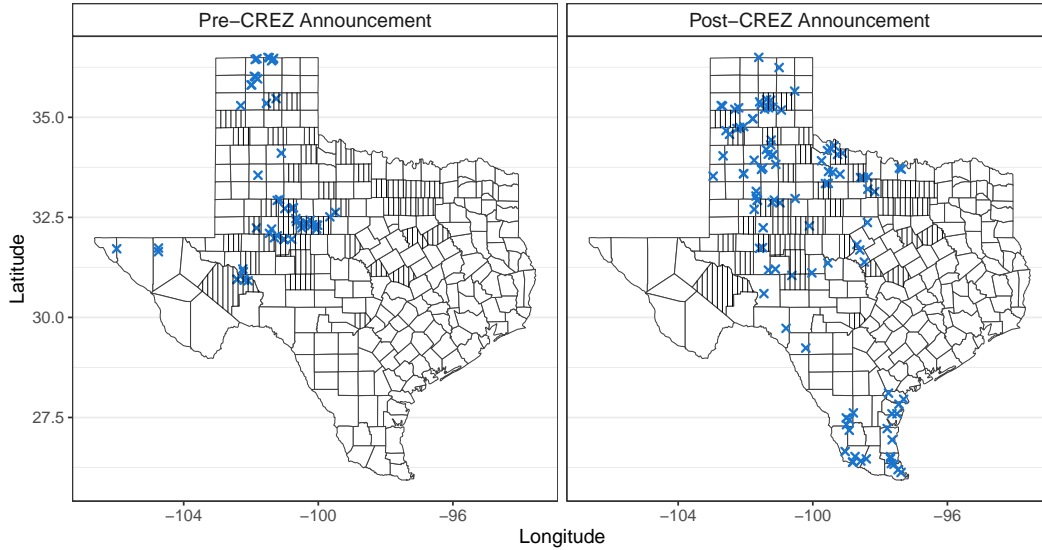 Pre−CREZ Announcement
Post−CREZ Announcement
Latitude
35.0
32.5
30.0
27.5
−104
−100
−96
−104
−100
−96
Longitude